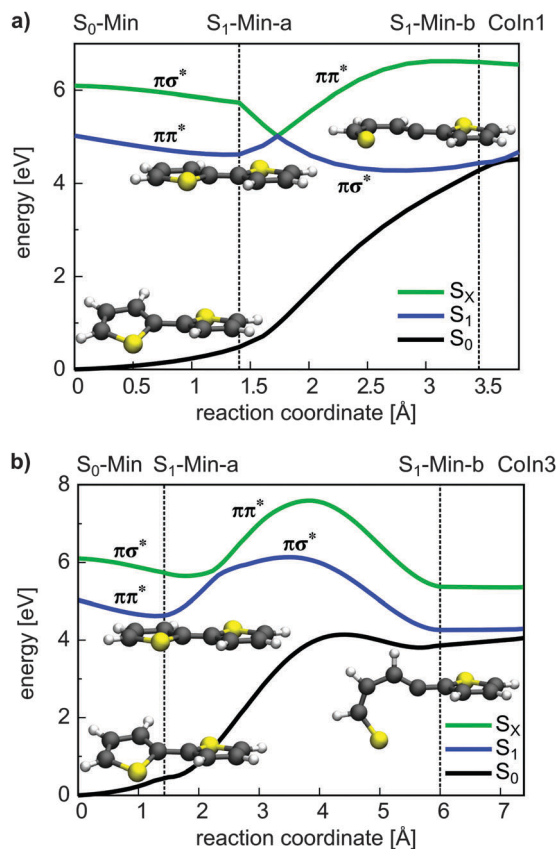 a)
S₀-Min S₁-Min-a S₁-Min-b CoIn1
6
4
2
0
energy [eV]
πσ*
ππ*
ππ*
πσ*
Sₓ
S₁
S₀
0 0.5 1 1.5 2 2.5 3 3.5
reaction coordinate [Å]
b)
S₀-Min S₁-Min-a S₁-Min-b CoIn3
8
6
4
2
0
energy [eV]
ππ*
πσ*
πσ*
ππ*
Sₓ
S₁
S₀
0 1 2 3 4 5 6 7
reaction coordinate [Å]